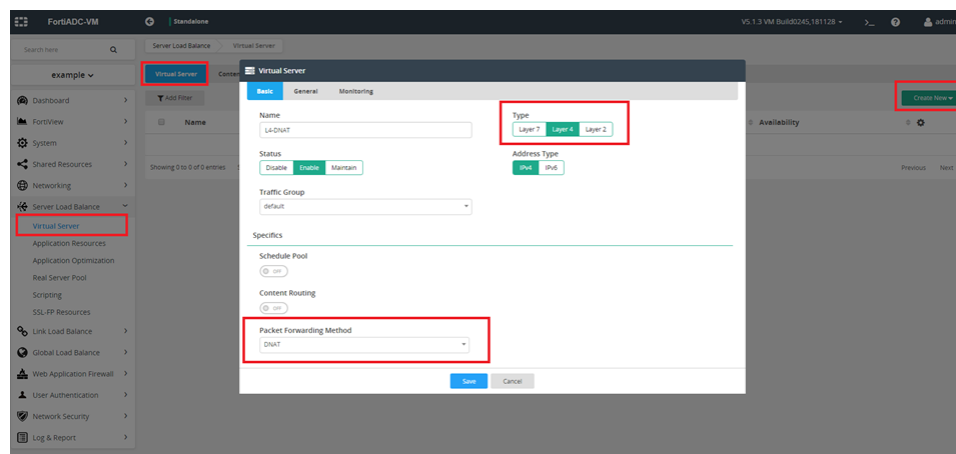 FortiADC-VM
Standalone
V5.1.3 VM Build0245,181128
>_
admin
Search here
Server Load Balance
Virtual Server
example
Virtual Server
Conten
Virtual Server
Basic
General
Monitoring
Add Filter
Create New
Name
Availability
Showing 0 to 0 of 0 entries
Previous
Next
Dashboard
FortiView
System
Shared Resources
Networking
Server Load Balance
Virtual Server
Application Resources
Application Optimization
Real Server Pool
Scripting
SSL-FP Resources
Link Load Balance
Global Load Balance
Web Application Firewall
User Authentication
Network Security
Log & Report
Name
L4-DNAT
Type
Layer 7
Layer 4
Layer 2
Status
Disable
Enable
Maintain
Address Type
IPv4
IPv6
Traffic Group
default
Specifics
Schedule Pool
OFF
Content Routing
OFF
Packet Forwarding Method
DNAT
Save
Cancel